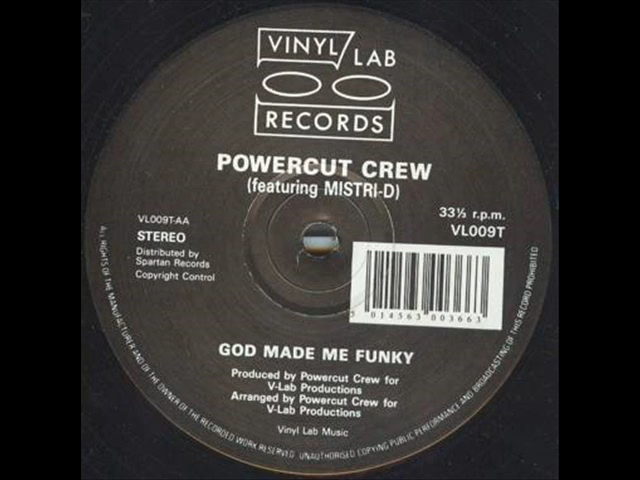 VINYL LAB
RECORDS
POWERCUT CREW
(featuring MISTRI-D)
VL009T-AA
STEREO
Distributed by
Spartan Records
Copyright Control
33⅓ r.p.m.
VL009T
5 014563 003663
GOD MADE ME FUNKY
Produced by Powercut Crew for
V-Lab Productions
Arranged by Powercut Crew for
V-Lab Productions
Vinyl Lab Music
ALL RIGHTS OF THE MANUFACTURER AND OF THE OWNER OF THE RECORDED WORK RESERVED. UNAUTHORISED COPYING PUBLIC PERFORMANCE AND BROADCASTING OF THIS RECORD PROHIBITED